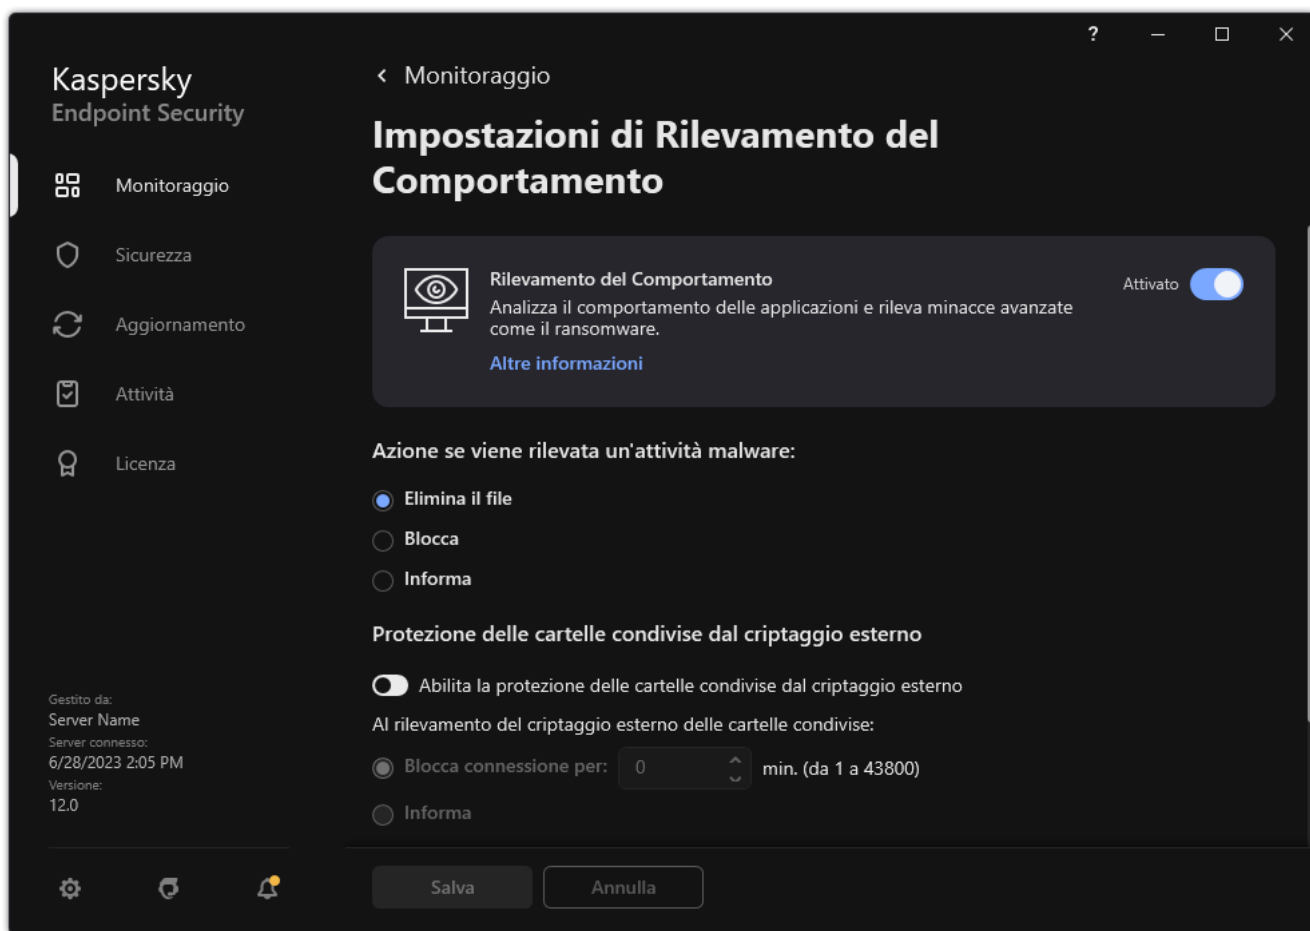 ?
Kaspersky
Endpoint Security
Monitoraggio
Sicurezza
Aggiornamento
Attività
Licenza
Gestito da:
Server Name
Server connesso:
6/28/2023 2:05 PM
Versione:
12.0
Monitoraggio
Impostazioni di Rilevamento del
Comportamento
Rilevamento del Comportamento
Analizza il comportamento delle applicazioni e rileva minacce avanzate
come il ransomware.
Altre informazioni
Attivato
Azione se viene rilevata un'attività malware:
Elimina il file
Blocca
Informa
Protezione delle cartelle condivise dal criptaggio esterno
Abilita la protezione delle cartelle condivise dal criptaggio esterno
Al rilevamento del criptaggio esterno delle cartelle condivise:
Blocca connessione per: 0 min. (da 1 a 43800)
Informa
Salva Annulla